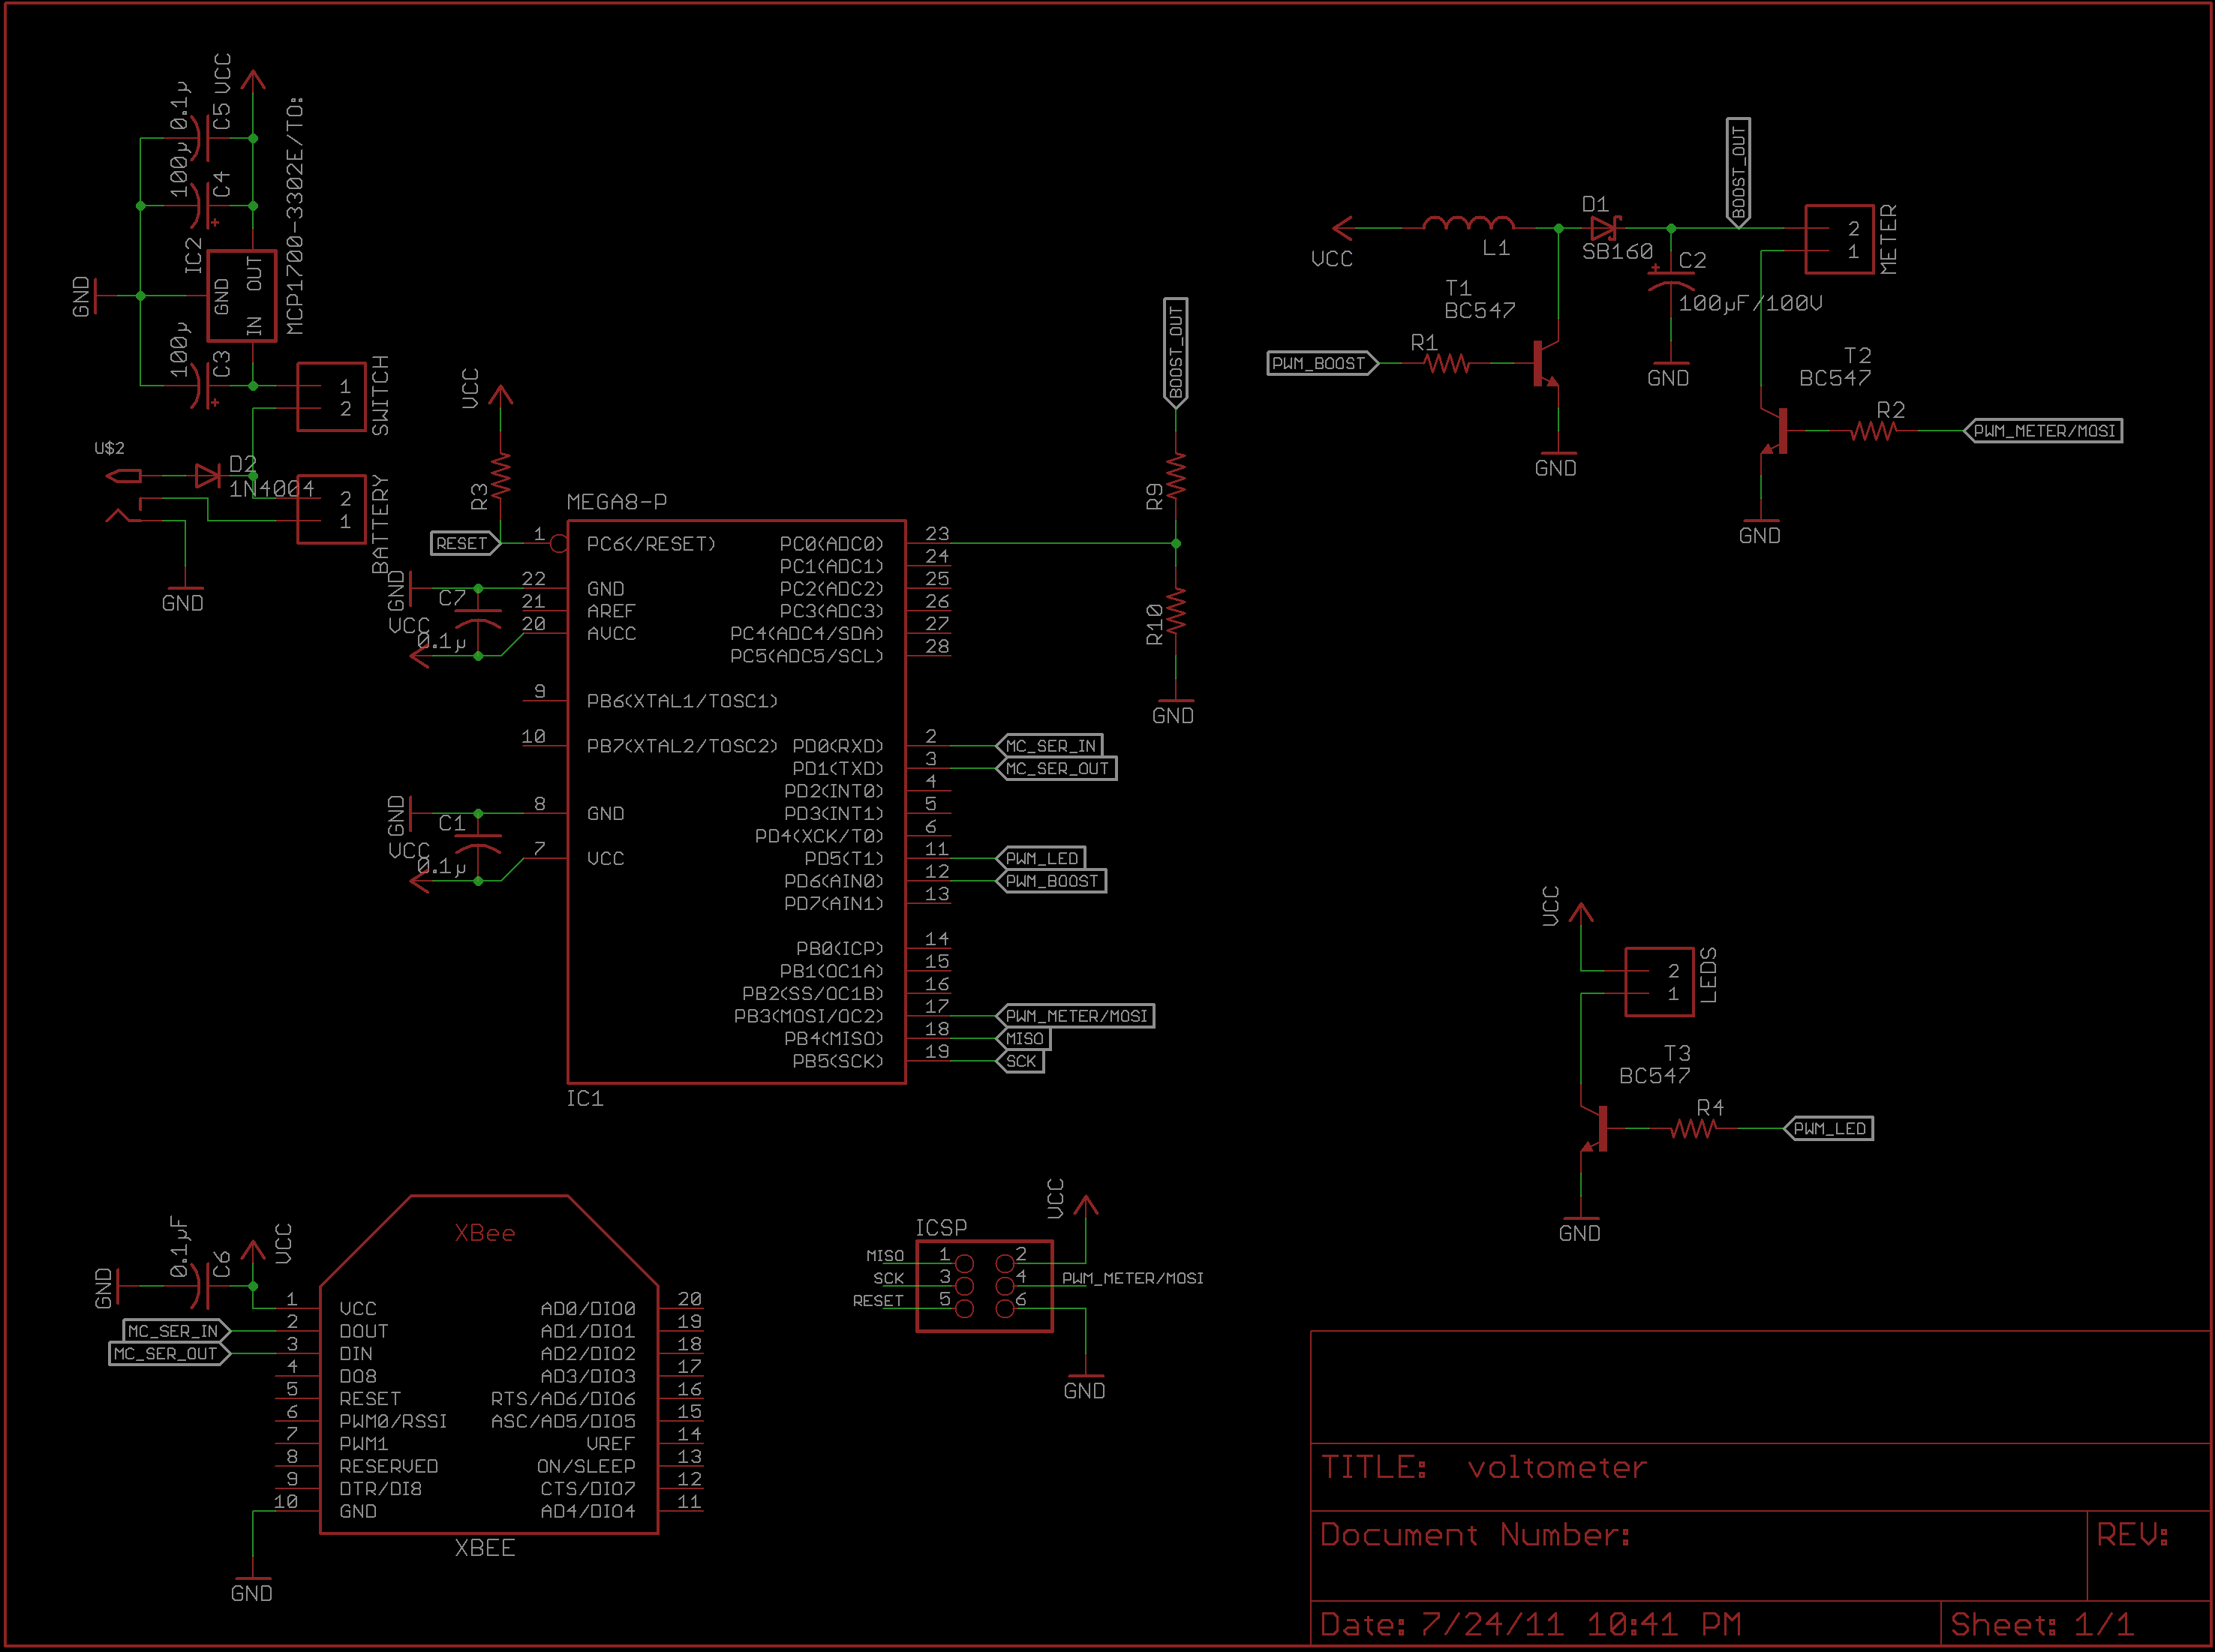 VCC
C5
0.1µ
C4
100µ
IC2
MCP1700-3302E/TO:
GND
OUT
IN
GND
C3
100µ
SWITCH
1
2
U$2
D2
1N4004
BATTERY
2
1
GND
VCC
R3
RESET
MEGA8-P
1 PC6(/RESET)
22 GND
21 AREF
20 AVCC
9 PB6(XTAL1/TOSC1)
10 PB7(XTAL2/TOSC2)
8 GND
7 VCC
GND
C7
VCC
0.1µ
GND
C1
VCC
0.1µ
PC0(ADC0) 23
PC1(ADC1) 24
PC2(ADC2) 25
PC3(ADC3) 26
PC4(ADC4/SDA) 27
PC5(ADC5/SCL) 28
PD0(RXD) 2 MC_SER_IN
PD1(TXD) 3 MC_SER_OUT
PD2(INT0) 4
PD3(INT1) 5
PD4(XCK/T0) 6
PD5(T1) 11 PWM_LED
PD6(AIN0) 12 PWM_BOOST
PD7(AIN1) 13
PB0(ICP) 14
PB1(OC1A) 15
PB2(SS/OC1B) 16
PB3(MOSI/OC2) 17 PWM_METER/MOSI
PB4(MISO) 18 MISO
PB5(SCK) 19 SCK
IC1
BOOST_OUT
R9
R10
GND
VCC
L1
D1
SB160
BOOST_OUT
METER
2
1
C2
100µF/100V
GND
T1
BC547
PWM_BOOST
R1
GND
T2
BC547
R2
PWM_METER/MOSI
GND
VCC
LEDS
2
1
T3
BC547
R4
PWM_LED
GND
XBee
0.1µF
C6
VCC
GND
1 VCC
MC_SER_IN 2 DOUT
MC_SER_OUT 3 DIN
4 DO8
5 RESET
6 PWM0/RSSI
7 PWM1
8 RESERVED
9 DTR/DI8
10 GND
AD0/DIO0 20
AD1/DIO1 19
AD2/DIO2 18
AD3/DIO3 17
RTS/AD6/DIO6 16
ASC/AD5/DIO5 15
VREF 14
ON/SLEEP 13
CTS/DIO7 12
AD4/DIO4 11
XBEE
GND
ICSP
VCC
MISO 1 2
SCK 3 4 PWM_METER/MOSI
RESET 5 6
GND
TITLE: voltometer
Document Number:
REV:
Date: 7/24/11 10:41 PM
Sheet: 1/1